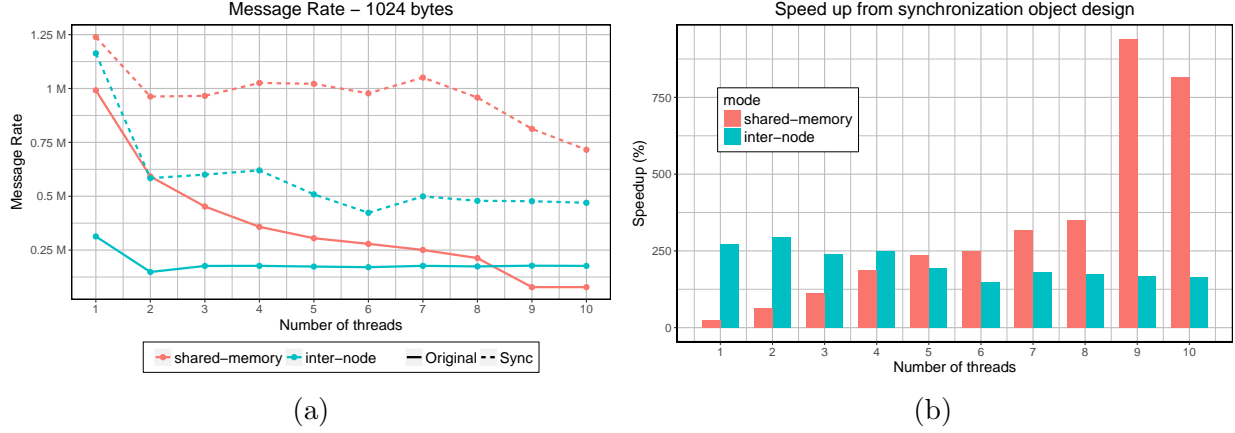 Message Rate – 1024 bytes
1.25 M
1 M
0.75 M
0.5 M
0.25 M
Message Rate
1 2 3 4 5 6 7 8 9 10
Number of threads
shared−memory inter−node Original Sync
(a)
Speed up from synchronization object design
750
500
250
0
Speedup (%)
mode
shared−memory
inter−node
1 2 3 4 5 6 7 8 9 10
Number of threads
(b)